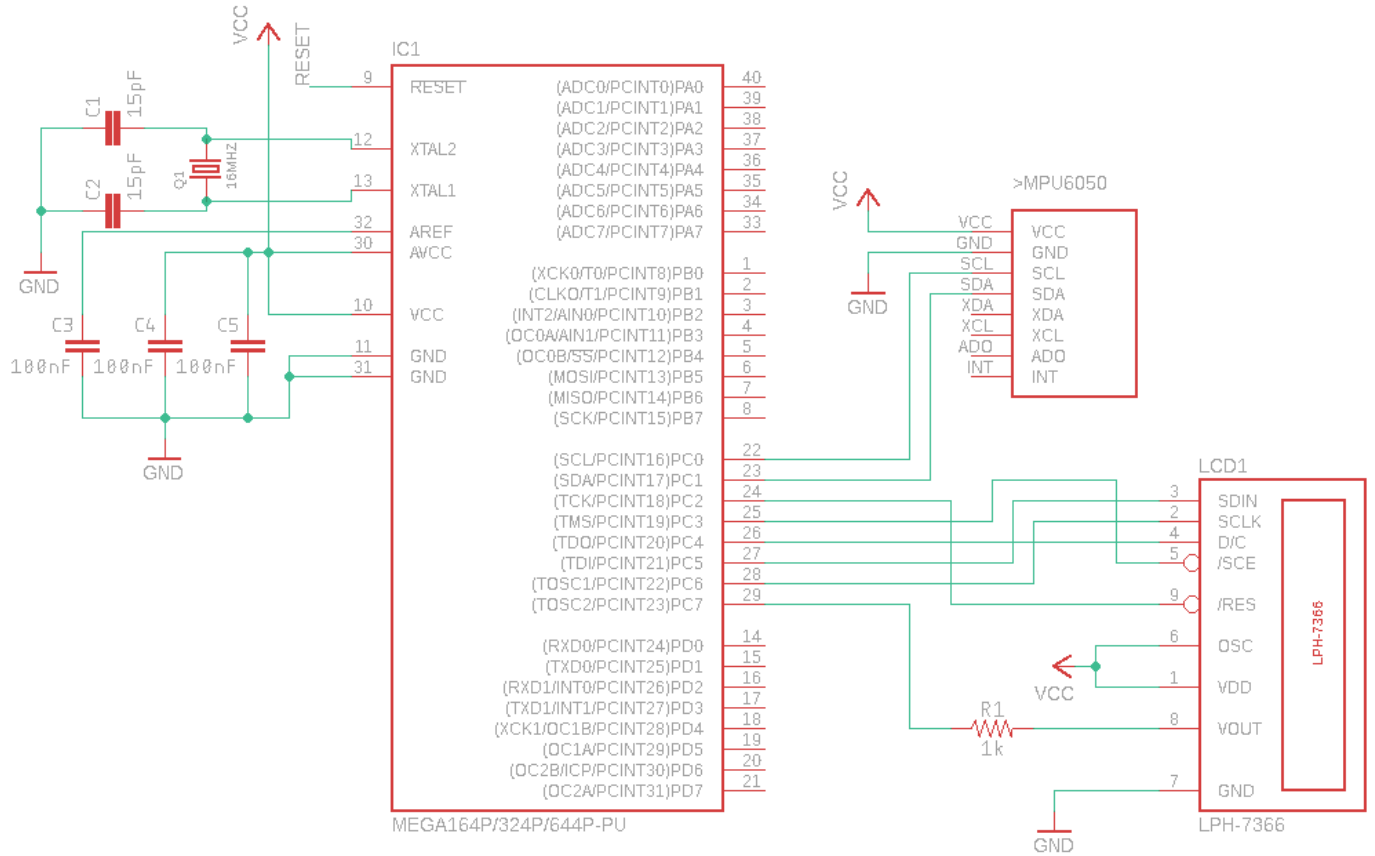 VCC
RESET
C1
15pF
C2
15pF
Q1
16MHZ
GND
C3
100nF
C4
100nF
C5
100nF
GND
IC1
9 RESET
12 XTAL2
13 XTAL1
32 AREF
30 AVCC
10 VCC
11 GND
31 GND
(ADC0/PCINT0)PA0 40
(ADC1/PCINT1)PA1 39
(ADC2/PCINT2)PA2 38
(ADC3/PCINT3)PA3 37
(ADC4/PCINT4)PA4 36
(ADC5/PCINT5)PA5 35
(ADC6/PCINT6)PA6 34
(ADC7/PCINT7)PA7 33
(XCK0/T0/PCINT8)PB0 1
(CLKO/T1/PCINT9)PB1 2
(INT2/AIN0/PCINT10)PB2 3
(OC0A/AIN1/PCINT11)PB3 4
(OC0B/SS/PCINT12)PB4 5
(MOSI/PCINT13)PB5 6
(MISO/PCINT14)PB6 7
(SCK/PCINT15)PB7 8
(SCL/PCINT16)PC0 22
(SDA/PCINT17)PC1 23
(TCK/PCINT18)PC2 24
(TMS/PCINT19)PC3 25
(TDO/PCINT20)PC4 26
(TDI/PCINT21)PC5 27
(TOSC1/PCINT22)PC6 28
(TOSC2/PCINT23)PC7 29
(RXD0/PCINT24)PD0 14
(TXD0/PCINT25)PD1 15
(RXD1/INT0/PCINT26)PD2 16
(TXD1/INT1/PCINT27)PD3 17
(XCK1/OC1B/PCINT28)PD4 18
(OC1A/PCINT29)PD5 19
(OC2B/ICP/PCINT30)PD6 20
(OC2A/PCINT31)PD7 21
MEGA164P/324P/644P-PU
VCC
GND
>MPU6050
VCC VCC
GND GND
SCL SCL
SDA SDA
XDA XDA
XCL XCL
ADO ADO
INT INT
LCD1
3 SDIN
2 SCLK
4 D/C
5 /SCE
9 /RES
6 OSC
1 VDD
8 VOUT
7 GND
LPH-7366
LPH-7366
VCC
R1
1k
GND